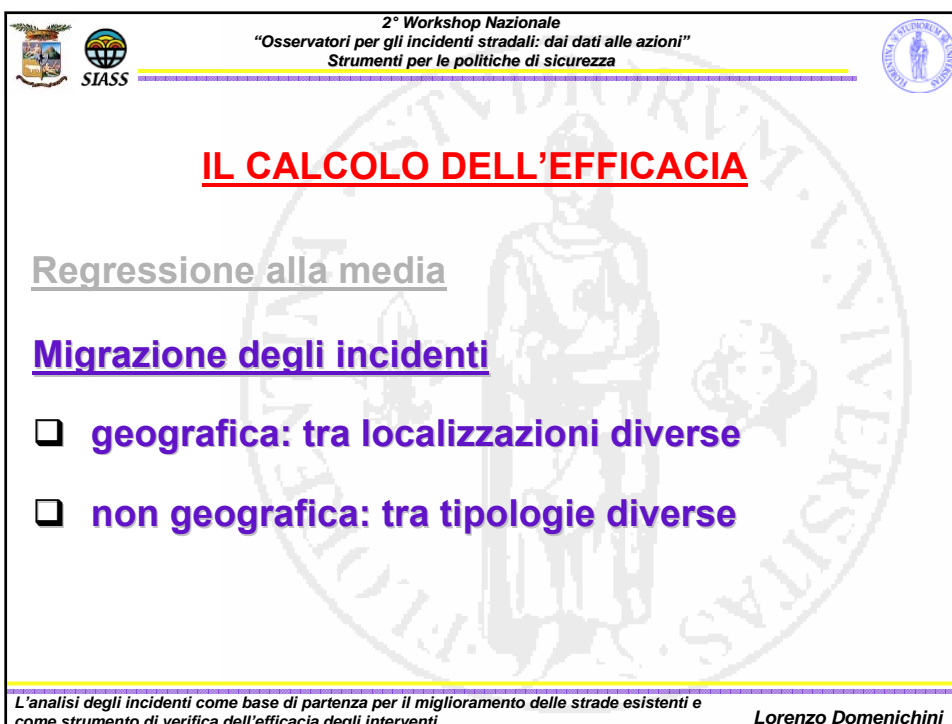 2° Workshop Nazionale
“Osservatori per gli incidenti stradali: dai dati alle azioni”
Strumenti per le politiche di sicurezza
SIASS
IL CALCOLO DELL’EFFICACIA
Regressione alla media
Migrazione degli incidenti
geografica: tra localizzazioni diverse
non geografica: tra tipologie diverse
L'analisi degli incidenti come base di partenza per il miglioramento delle strade esistenti e
come strumento di verifica dell'efficacia degli interventi
Lorenzo Domenichini